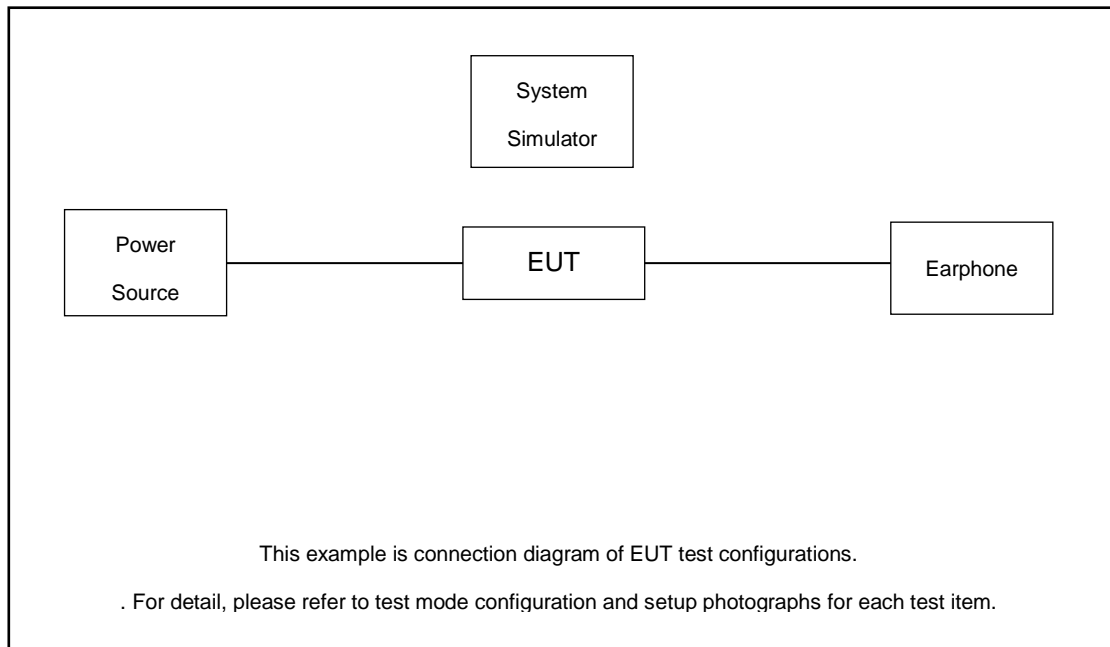 System
Simulator
Power
Source
EUT
Earphone
This example is connection diagram of EUT test configurations.
. For detail, please refer to test mode configuration and setup photographs for each test item.